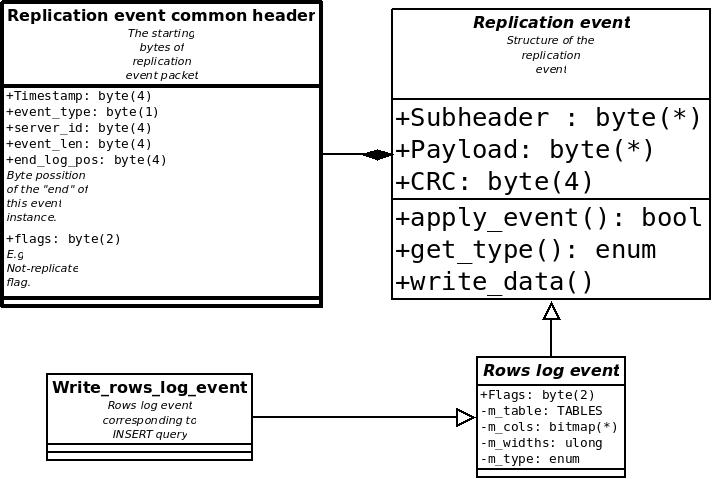 Replication event common header
The starting
bytes of
replication
event packet
+Timestamp: byte(4)
+event_type: byte(1)
+server_id: byte(4)
+event_len: byte(4)
+end_log_pos: byte(4)
Byte possition
of the "end" of
this event
instance.
+flags: byte(2)
E.g
Not-replicate
flag.
Replication event
Structure of the
replication
event
+Subheader : byte(*)
+Payload: byte(*)
+CRC: byte(4)
+apply_event(): bool
+get_type(): enum
+write_data()
Write_rows_log_event
Rows log event
corresponding to
INSERT query
Rows log event
+Flags: byte(2)
-m_table: TABLES
-m_cols: bitmap(*)
-m_widths: ulong
-m_type: enum